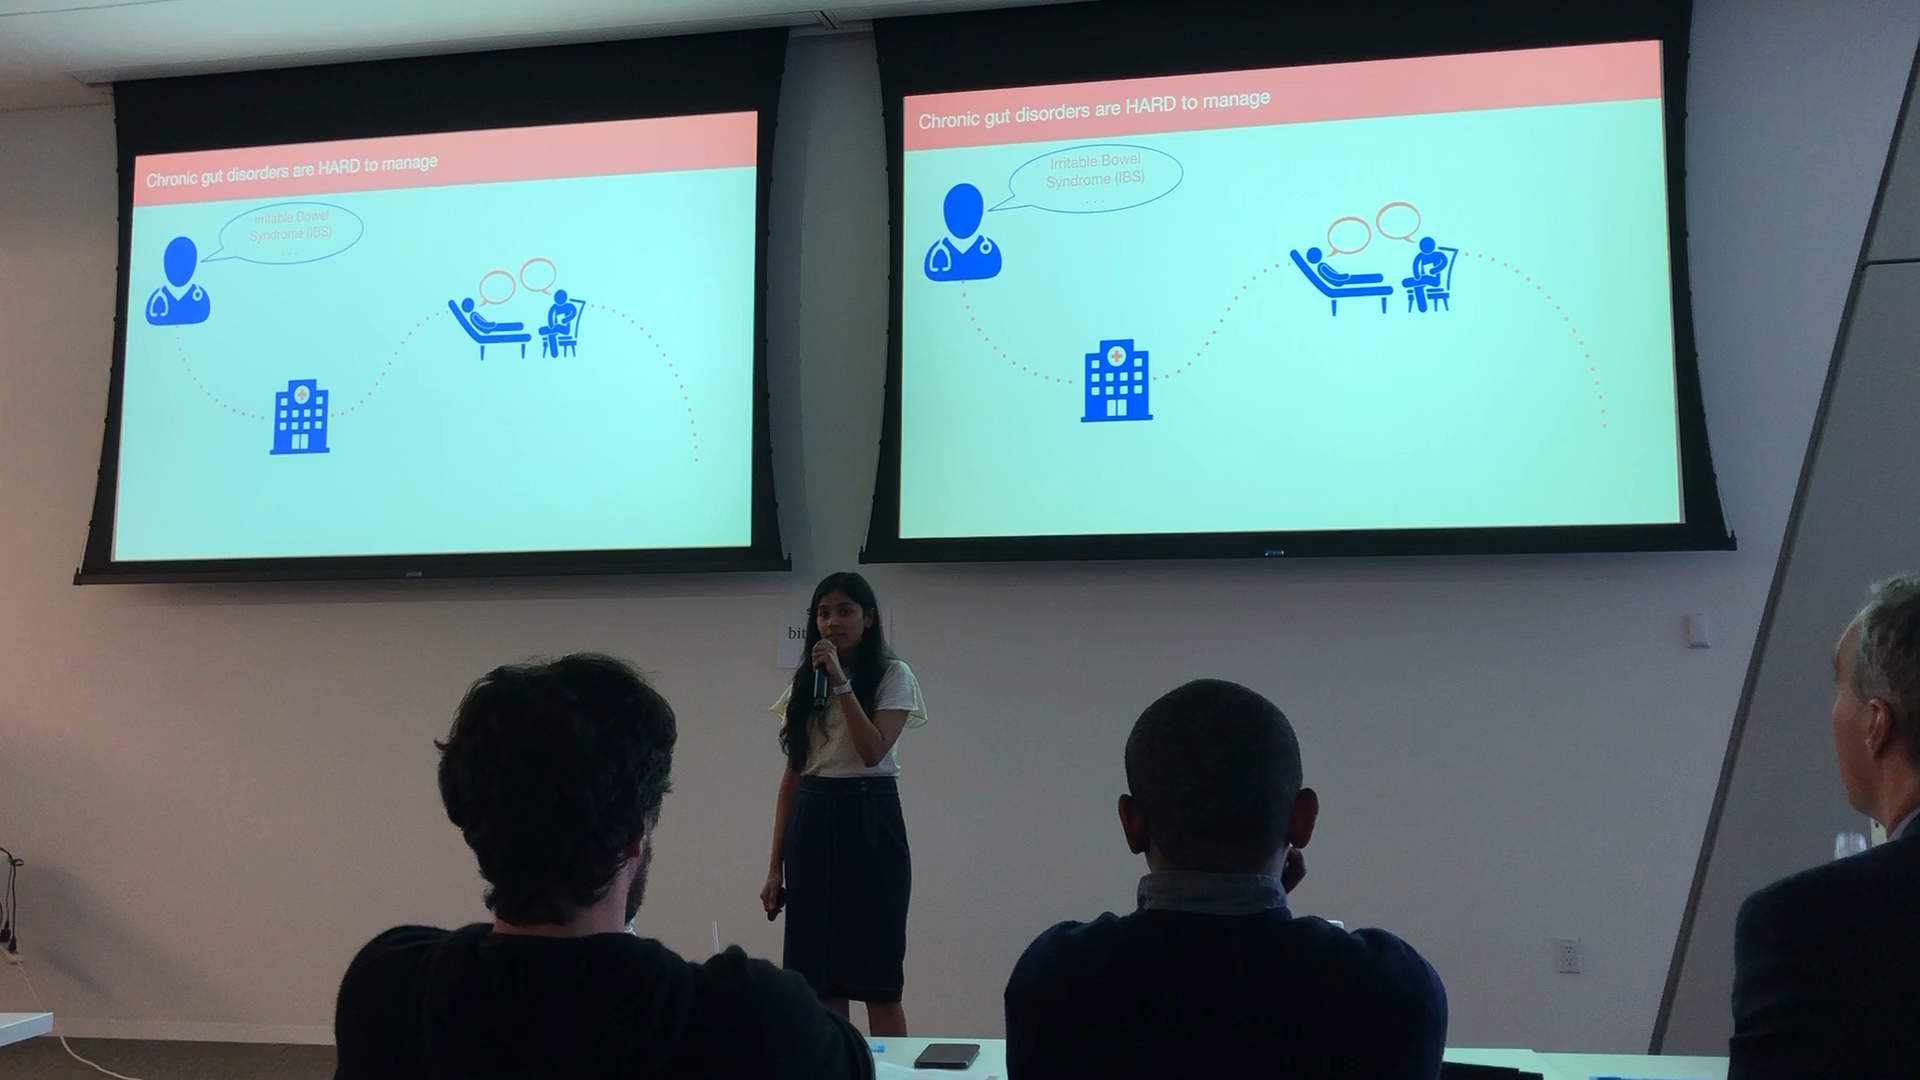 Chronic gut disorders are HARD to manage
Irritable Bowel
Syndrome (IBS)
. . .
Chronic gut disorders are HARD to manage
Irritable Bowel
Syndrome (IBS)
. . .
bit